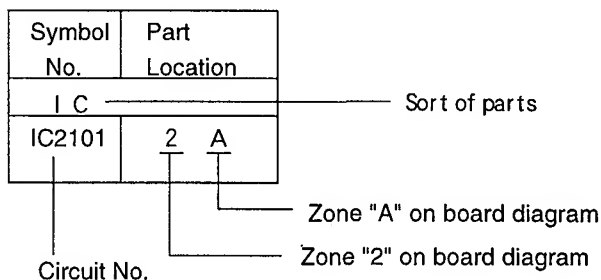 Symbol No.
Part Location
I C
Sort of parts
IC2101
2 A
Zone "A" on board diagram
Zone "2" on board diagram
Circuit No.